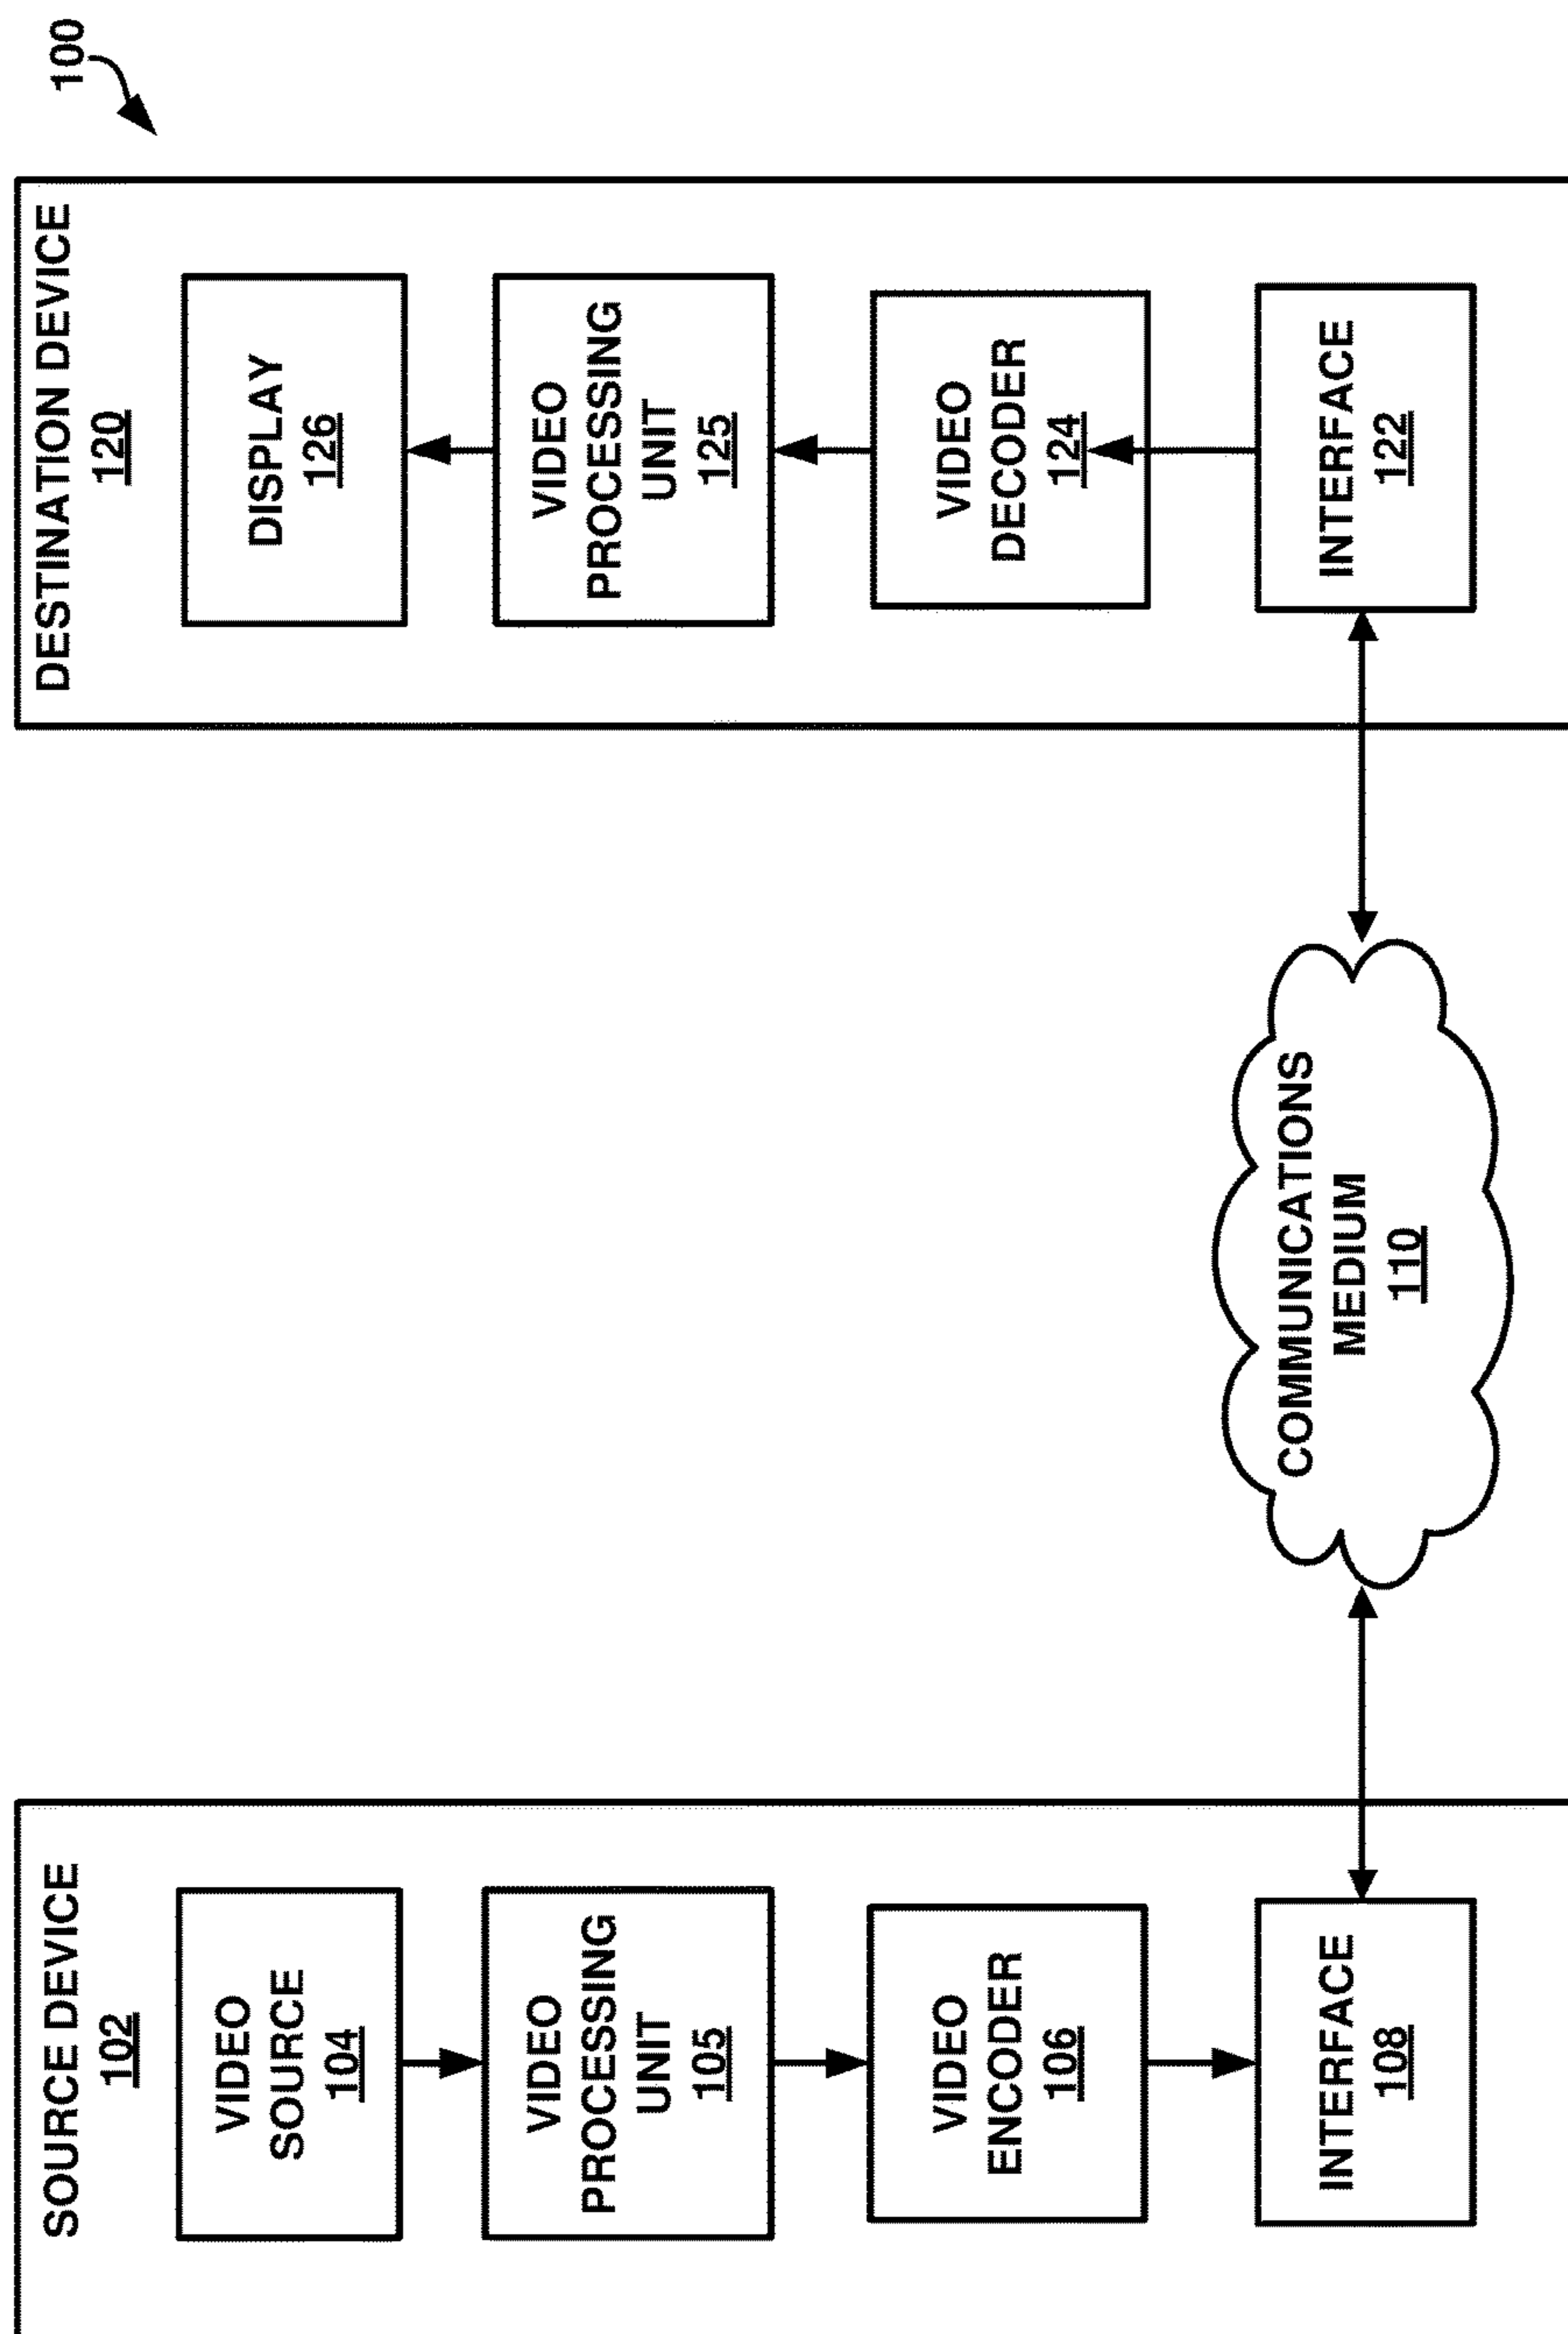 100
SOURCE DEVICE
102
VIDEO
SOURCE
104
VIDEO
PROCESSING
UNIT
105
VIDEO
ENCODER
106
INTERFACE
108
COMMUNICATIONS
MEDIUM
110
DESTINATION DEVICE
120
DISPLAY
126
VIDEO
PROCESSING
UNIT
125
VIDEO
DECODER
124
INTERFACE
122